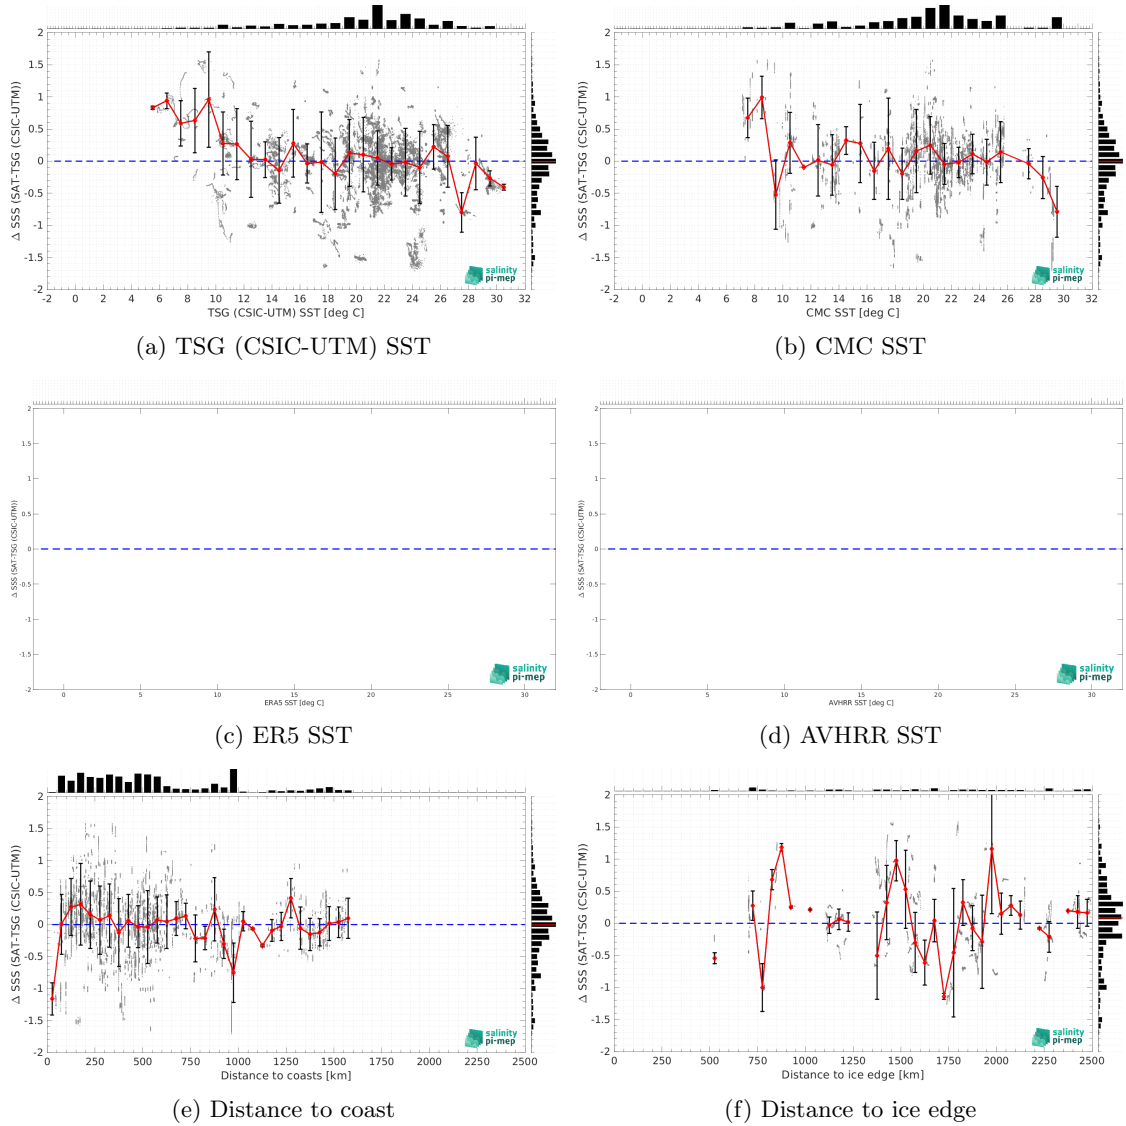 2
1.5
1
0.5
0
-0.5
-1
-1.5
-2
Δ SSS (SAT-TSG (CSIC-UTM))
-2 0 2 4 6 8 10 12 14 16 18 20 22 24 26 28 30 32
TSG (CSIC-UTM) SST [deg C]
salinity
pi-mep
(a) TSG (CSIC-UTM) SST
2
1.5
1
0.5
0
-0.5
-1
-1.5
-2
Δ SSS (SAT-TSG (CSIC-UTM))
-2 0 2 4 6 8 10 12 14 16 18 20 22 24 26 28 30 32
CMC SST [deg C]
salinity
pi-mep
(b) CMC SST
2
1.5
1
0.5
0
-0.5
-1
-1.5
-2
Δ SSS (SAT-TSG (CSIC-UTM))
0 5 10 15 20 25 30
ERA5 SST [deg C]
salinity
pi-mep
(c) ER5 SST
2
1.5
1
0.5
0
-0.5
-1
-1.5
-2
Δ SSS (SAT-TSG (CSIC-UTM))
0 5 10 15 20 25 30
AVHRR SST [deg C]
salinity
pi-mep
(d) AVHRR SST
2
1.5
1
0.5
0
-0.5
-1
-1.5
-2
Δ SSS (SAT-TSG (CSIC-UTM))
0 250 500 750 1000 1250 1500 1750 2000 2250 2500
Distance to coasts [km]
salinity
pi-mep
(e) Distance to coast
2
1.5
1
0.5
0
-0.5
-1
-1.5
-2
Δ SSS (SAT-TSG (CSIC-UTM))
0 250 500 750 1000 1250 1500 1750 2000 2250 2500
Distance to ice edge [km]
salinity
pi-mep
(f) Distance to ice edge